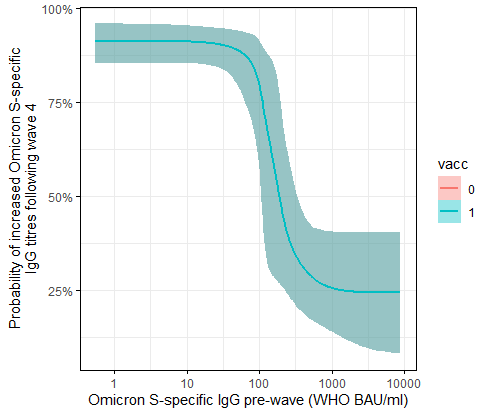 Probability of increased Omicron S-specific
IgG titres following wave 4
100%
75%
50%
25%
1
10
100
1000
10000
Omicron S-specific IgG pre-wave (WHO BAU/ml)
vacc
0
1